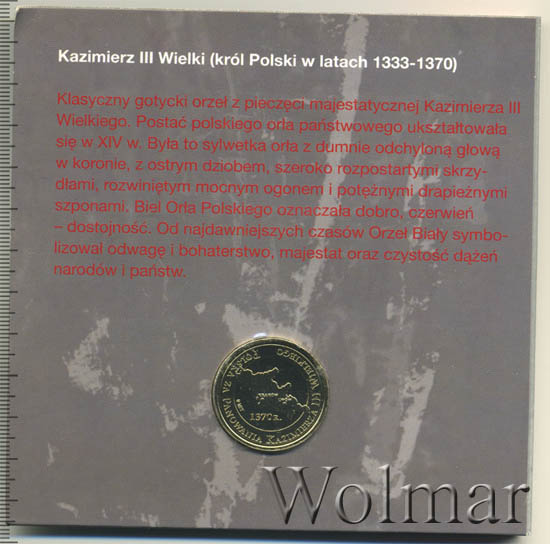 Kazimierz III Wielki (król Polski w latach 1333-1370)
Klasyczny gotycki orzeł z pieczęci majestatycznej Kazimierza III
Wielkiego. Postać polskiego orła państwowego ukształtowała
się w XIV w. Była to sylwetka orła z dumnie odchyloną głową
w koronie, z ostrym dziobem, szeroko rozpostartymi skrzy-
dłami, rozwiniętym mocnym ogonem i potężnymi drapieżnymi
szponami. Biel Orła Polskiego oznaczała dobro, czerwień
– dostojność. Od najdawniejszych czasów Orzeł Biały symbo-
lizował odwagę i bohaterstwo, majestat oraz czystość dążeń
narodów i państw.
POLSKA ZA PANOWANIA KAZIMIERZA III WIELKIEGO
1370 R.
Wolmar